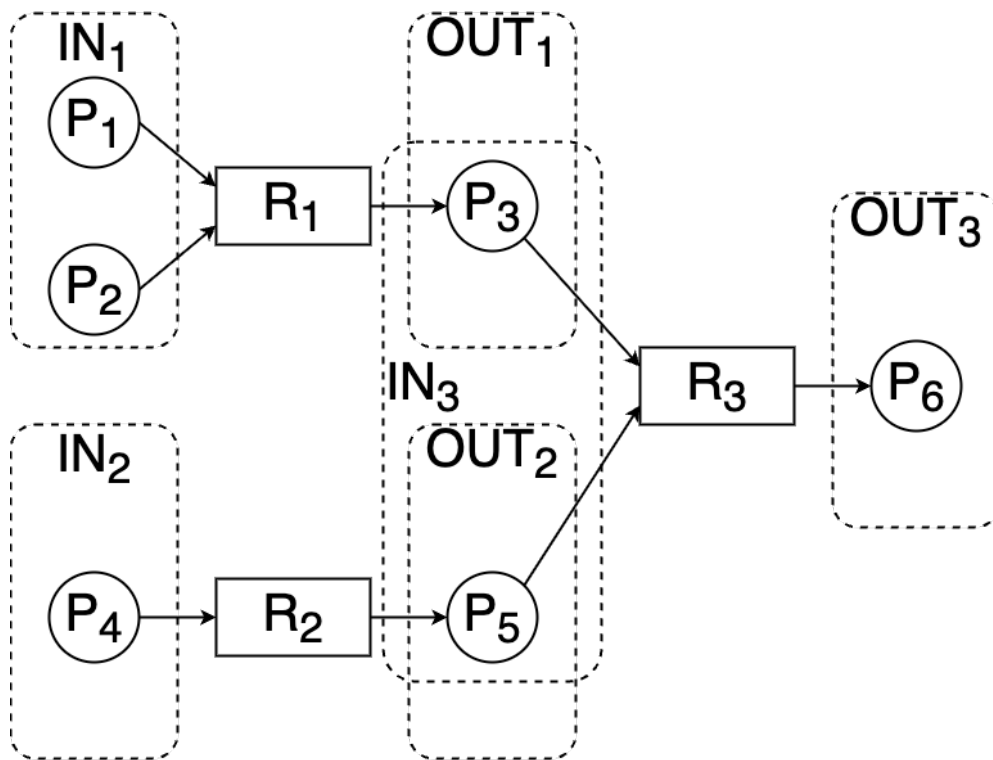 IN₁
OUT₁
P₁
R₁
P₃
OUT₃
P₂
IN₃
R₃
P₆
IN₂
OUT₂
P₄
R₂
P₅